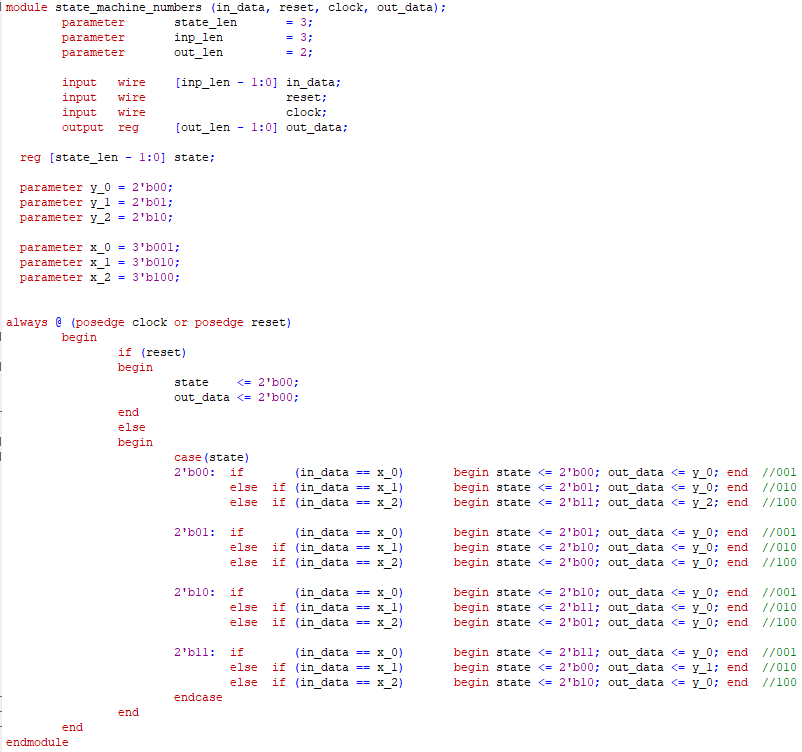 module state_machine_numbers (in_data, reset, clock, out_data);
parameter state_len = 3;
parameter inp_len = 3;
parameter out_len = 2;
input wire [inp_len - 1:0] in_data;
input wire reset;
input wire clock;
output reg [out_len - 1:0] out_data;
reg [state_len - 1:0] state;
parameter y_0 = 2'b00;
parameter y_1 = 2'b01;
parameter y_2 = 2'b10;
parameter x_0 = 3'b001;
parameter x_1 = 3'b010;
parameter x_2 = 3'b100;
always @ (posedge clock or posedge reset)
begin
if (reset)
begin
state <= 2'b00;
out_data <= 2'b00;
end
else
begin
case(state)
2'b00: if (in_data == x_0) begin state <= 2'b00; out_data <= y_0; end //001
else if (in_data == x_1) begin state <= 2'b01; out_data <= y_0; end //010
else if (in_data == x_2) begin state <= 2'b11; out_data <= y_2; end //100
2'b01: if (in_data == x_0) begin state <= 2'b01; out_data <= y_0; end //001
else if (in_data == x_1) begin state <= 2'b10; out_data <= y_0; end //010
else if (in_data == x_2) begin state <= 2'b00; out_data <= y_0; end //100
2'b10: if (in_data == x_0) begin state <= 2'b10; out_data <= y_0; end //001
else if (in_data == x_1) begin state <= 2'b11; out_data <= y_0; end //010
else if (in_data == x_2) begin state <= 2'b01; out_data <= y_0; end //100
2'b11: if (in_data == x_0) begin state <= 2'b11; out_data <= y_0; end //001
else if (in_data == x_1) begin state <= 2'b00; out_data <= y_1; end //010
else if (in_data == x_2) begin state <= 2'b10; out_data <= y_0; end //100
endcase
end
end
endmodule